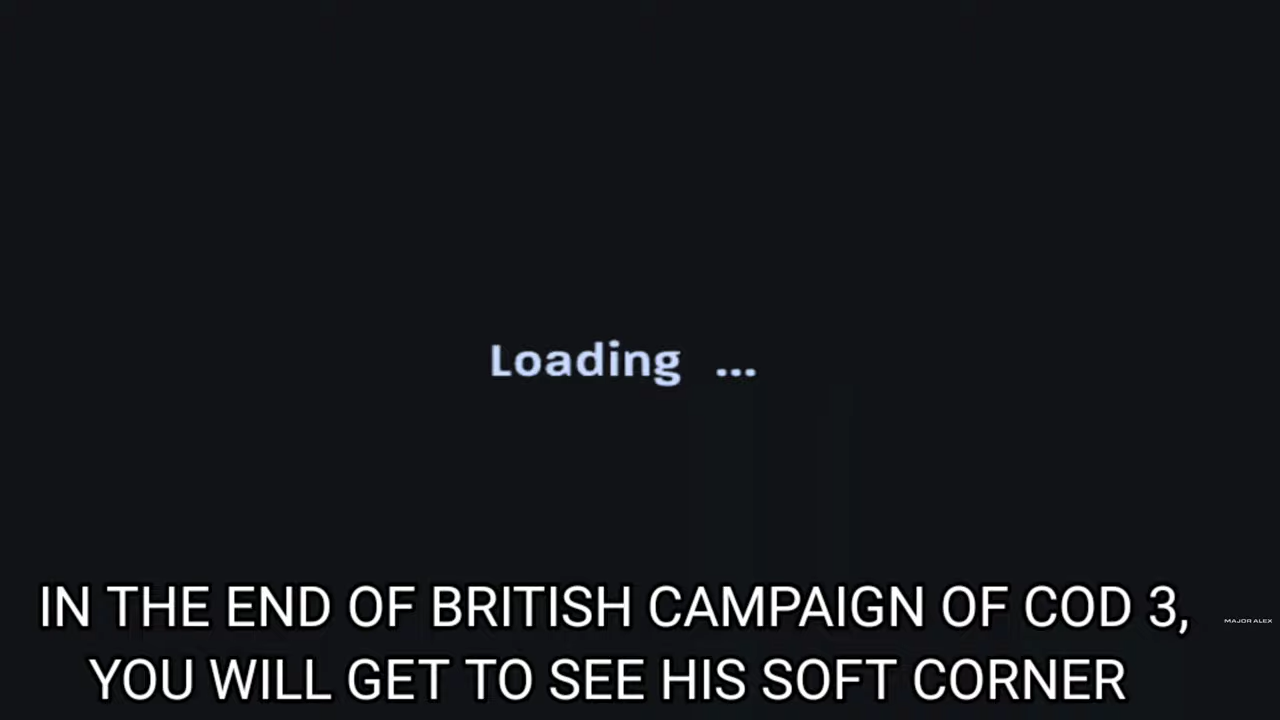 Loading ...
IN THE END OF BRITISH CAMPAIGN OF COD 3,
MAJOR ALEX
YOU WILL GET TO SEE HIS SOFT CORNER